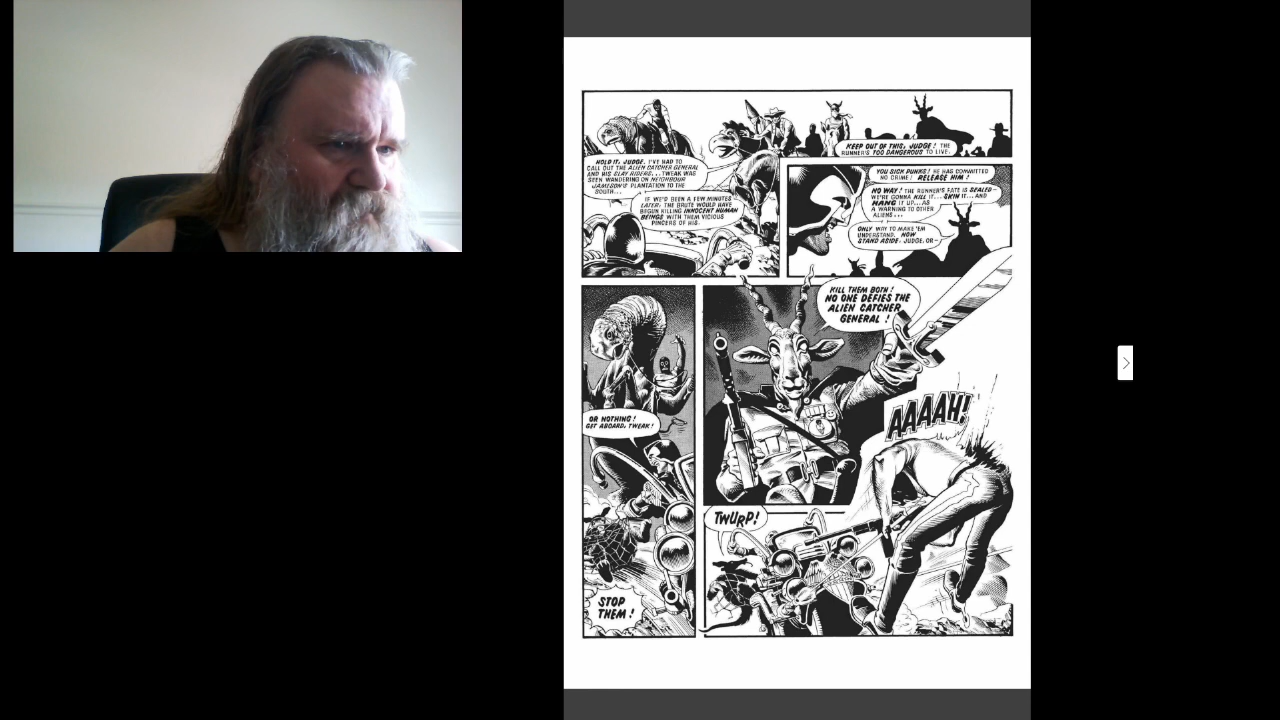 HOLD IT, JUDGE. I'VE HAD TO
CALL OUT THE ALIEN CATCHER GENERAL
AND HIS SLAY RIDERS... TWEAK WAS
SEEN WANDERING ON NEIGHBOUR
JAMESON'S PLANTATION TO THE
SOUTH...
IF WE'D BEEN A FEW MINUTES
LATER, THE BRUTE WOULD HAVE
BEGUN KILLING INNOCENT HUMAN
BEINGS WITH THEM VICIOUS
PINCERS OF HIS.
KEEP OUT OF THIS, JUDGE! THE
RUNNER'S TOO DANGEROUS TO LIVE.
YOU SICK PUNKS! HE HAS COMMITTED
NO CRIME! RELEASE HIM!
NO WAY! THE RUNNER'S FATE IS SEALED—
WE'RE GONNA KILL IT... SKIN IT... AND
HANG IT UP... AS
A WARNING TO OTHER
ALIENS...
ONLY WAY TO MAKE 'EM
UNDERSTAND. NOW
STAND ASIDE, JUDGE, OR—
OR NOTHING!
GET ABOARD, TWEAK!
STOP
THEM!
KILL THEM BOTH!
NO ONE DEFIES THE
ALIEN CATCHER
GENERAL!
AAAAH!
TWURP!